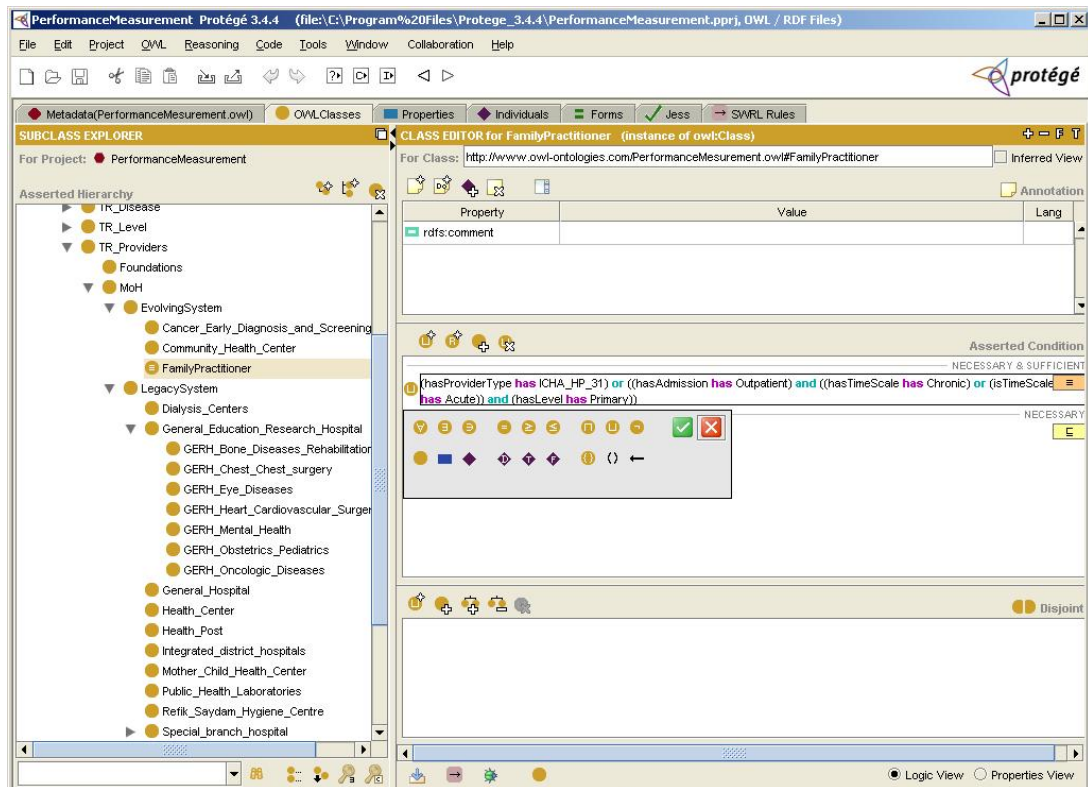 PerformanceMeasurement Protégé 3.4.4 (file:\C:\Program%20Files\Protege_3.4.4\PerformanceMeasurement.pprj, OWL / RDF Files)
File Edit Project OWL Reasoning Code Tools Window Collaboration Help
protégé
Metadata(PerformanceMesurement.owl) OWLClasses Properties Individuals Forms Jess SWRL Rules
SUBCLASS EXPLORER
For Project: PerformanceMeasurement
Asserted Hierarchy
TR_Disease
TR_Level
TR_Providers
Foundations
MoH
EvolvingSystem
Cancer_Early_Diagnosis_and_Screening
Community_Health_Center
FamilyPractitioner
LegacySystem
Dialysis_Centers
General_Education_Research_Hospital
GERH_Bone_Diseases_Rehabilitation
GERH_Chest_Chest_surgery
GERH_Eye_Diseases
GERH_Heart_Cardiovascular_Surger
GERH_Mental_Health
GERH_Obstetrics_Pediatrics
GERH_Oncologic_Diseases
General_Hospital
Health_Center
Health_Post
Integrated_district_hospitals
Mother_Child_Health_Center
Public_Health_Laboratories
Refik_Saydam_Hygiene_Centre
Special_branch_hospital
CLASS EDITOR for FamilyPractitioner (instance of owl:Class)
F T
For Class: http://www.owl-ontologies.com/PerformanceMesurement.owl#FamilyPractitioner Inferred View
Annotation
Property Value Lang
rdfs:comment
Asserted Condition
NECESSARY & SUFFICIENT
(hasProviderType has ICHA_HP_31) or ((hasAdmission has Outpatient) and ((hasTimeScale has Chronic) or (isTimeScale
has Acute)) and (hasLevel has Primary))
NECESSARY
Disjoint
Logic View Properties View